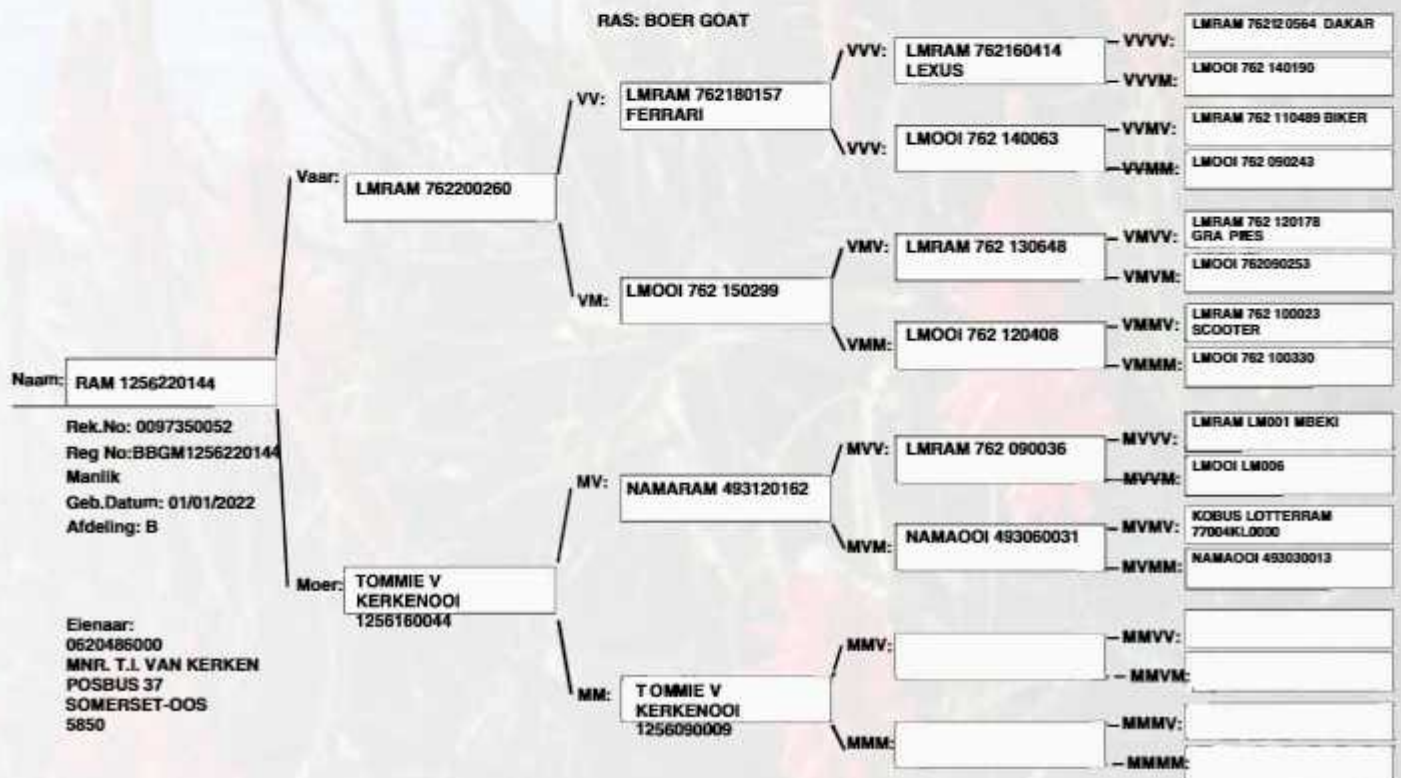 RAS: BOER GOAT
Naam: RAM 1256220144
Rek.No: 0097350052
Reg No:BBGM1256220144
Manlik
Geb.Datum: 01/01/2022
Afdeling: B
Eienaar:
0620486000
MNR. T.I. VAN KERKEN
POSBUS 37
SOMERSET-OOS
5850
Vaar: LMRAM 762200260
Moer: TOMMIE V
KERKENOOI
1256160044
VV: LMRAM 762180157
FERRARI
VM: LMOOI 762 150299
MV: NAMARAM 493120162
MM: TOMMIE V
KERKENOOI
1256090009
VVV: LMRAM 762160414
LEXUS
VVV: LMOOI 762 140063
VMV: LMRAM 762 130648
VMM: LMOOI 762 120408
MVV: LMRAM 762 090036
MVM: NAMAOOI 493060031
MMV:
MMM:
VVVV: LMRAM 762120564 DAKAR
VVVM: LMOOI 762 140190
VVMV: LMRAM 762 110489 BIKER
VVMM: LMOOI 762 090243
VMVV: LMRAM 762 120178
GRA PIES
VMVM: LMOOI 762090253
VMMV: LMRAM 762 100023
SCOOTER
VMMM: LMOOI 762 100330
MVVV: LMRAM LM001 MBEKI
MVVM: LMOOI LM006
MVMV: KOBUS LOTTERRAM
77004KL0000
MVMM: NAMAOOI 493030013
MMVV:
MMVM:
MMMV:
MMMM: